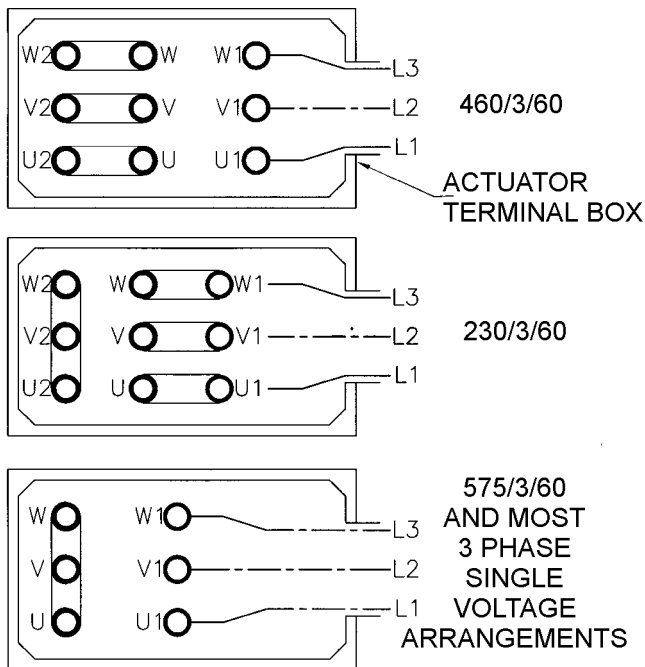 W2 W W1 L3
V2 V V1 L2 460/3/60
U2 U U1 L1
ACTUATOR
TERMINAL BOX
W2 W W1 L3
V2 V V1 L2 230/3/60
U2 U U1 L1
W W1 L3
V V1 L2
U U1 L1
575/3/60
AND MOST
3 PHASE
SINGLE
VOLTAGE
ARRANGEMENTS